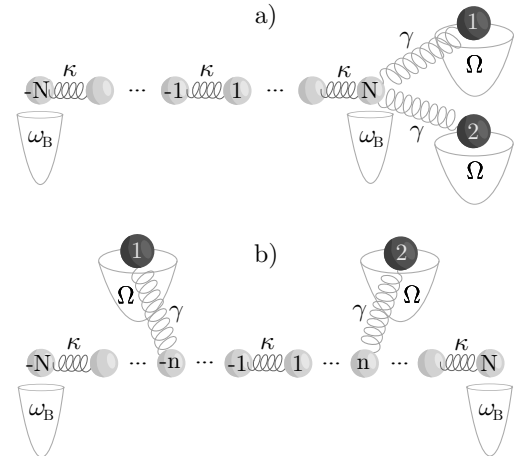 a)
1
γ
Ω
κ κ κ
-N ... -1 1 ... N
γ
2
Ω
ω_B ω_B
b)
1 2
Ω γ γ Ω
κ κ κ
-N ... -n ... -1 1 ... n ... N
ω_B ω_B